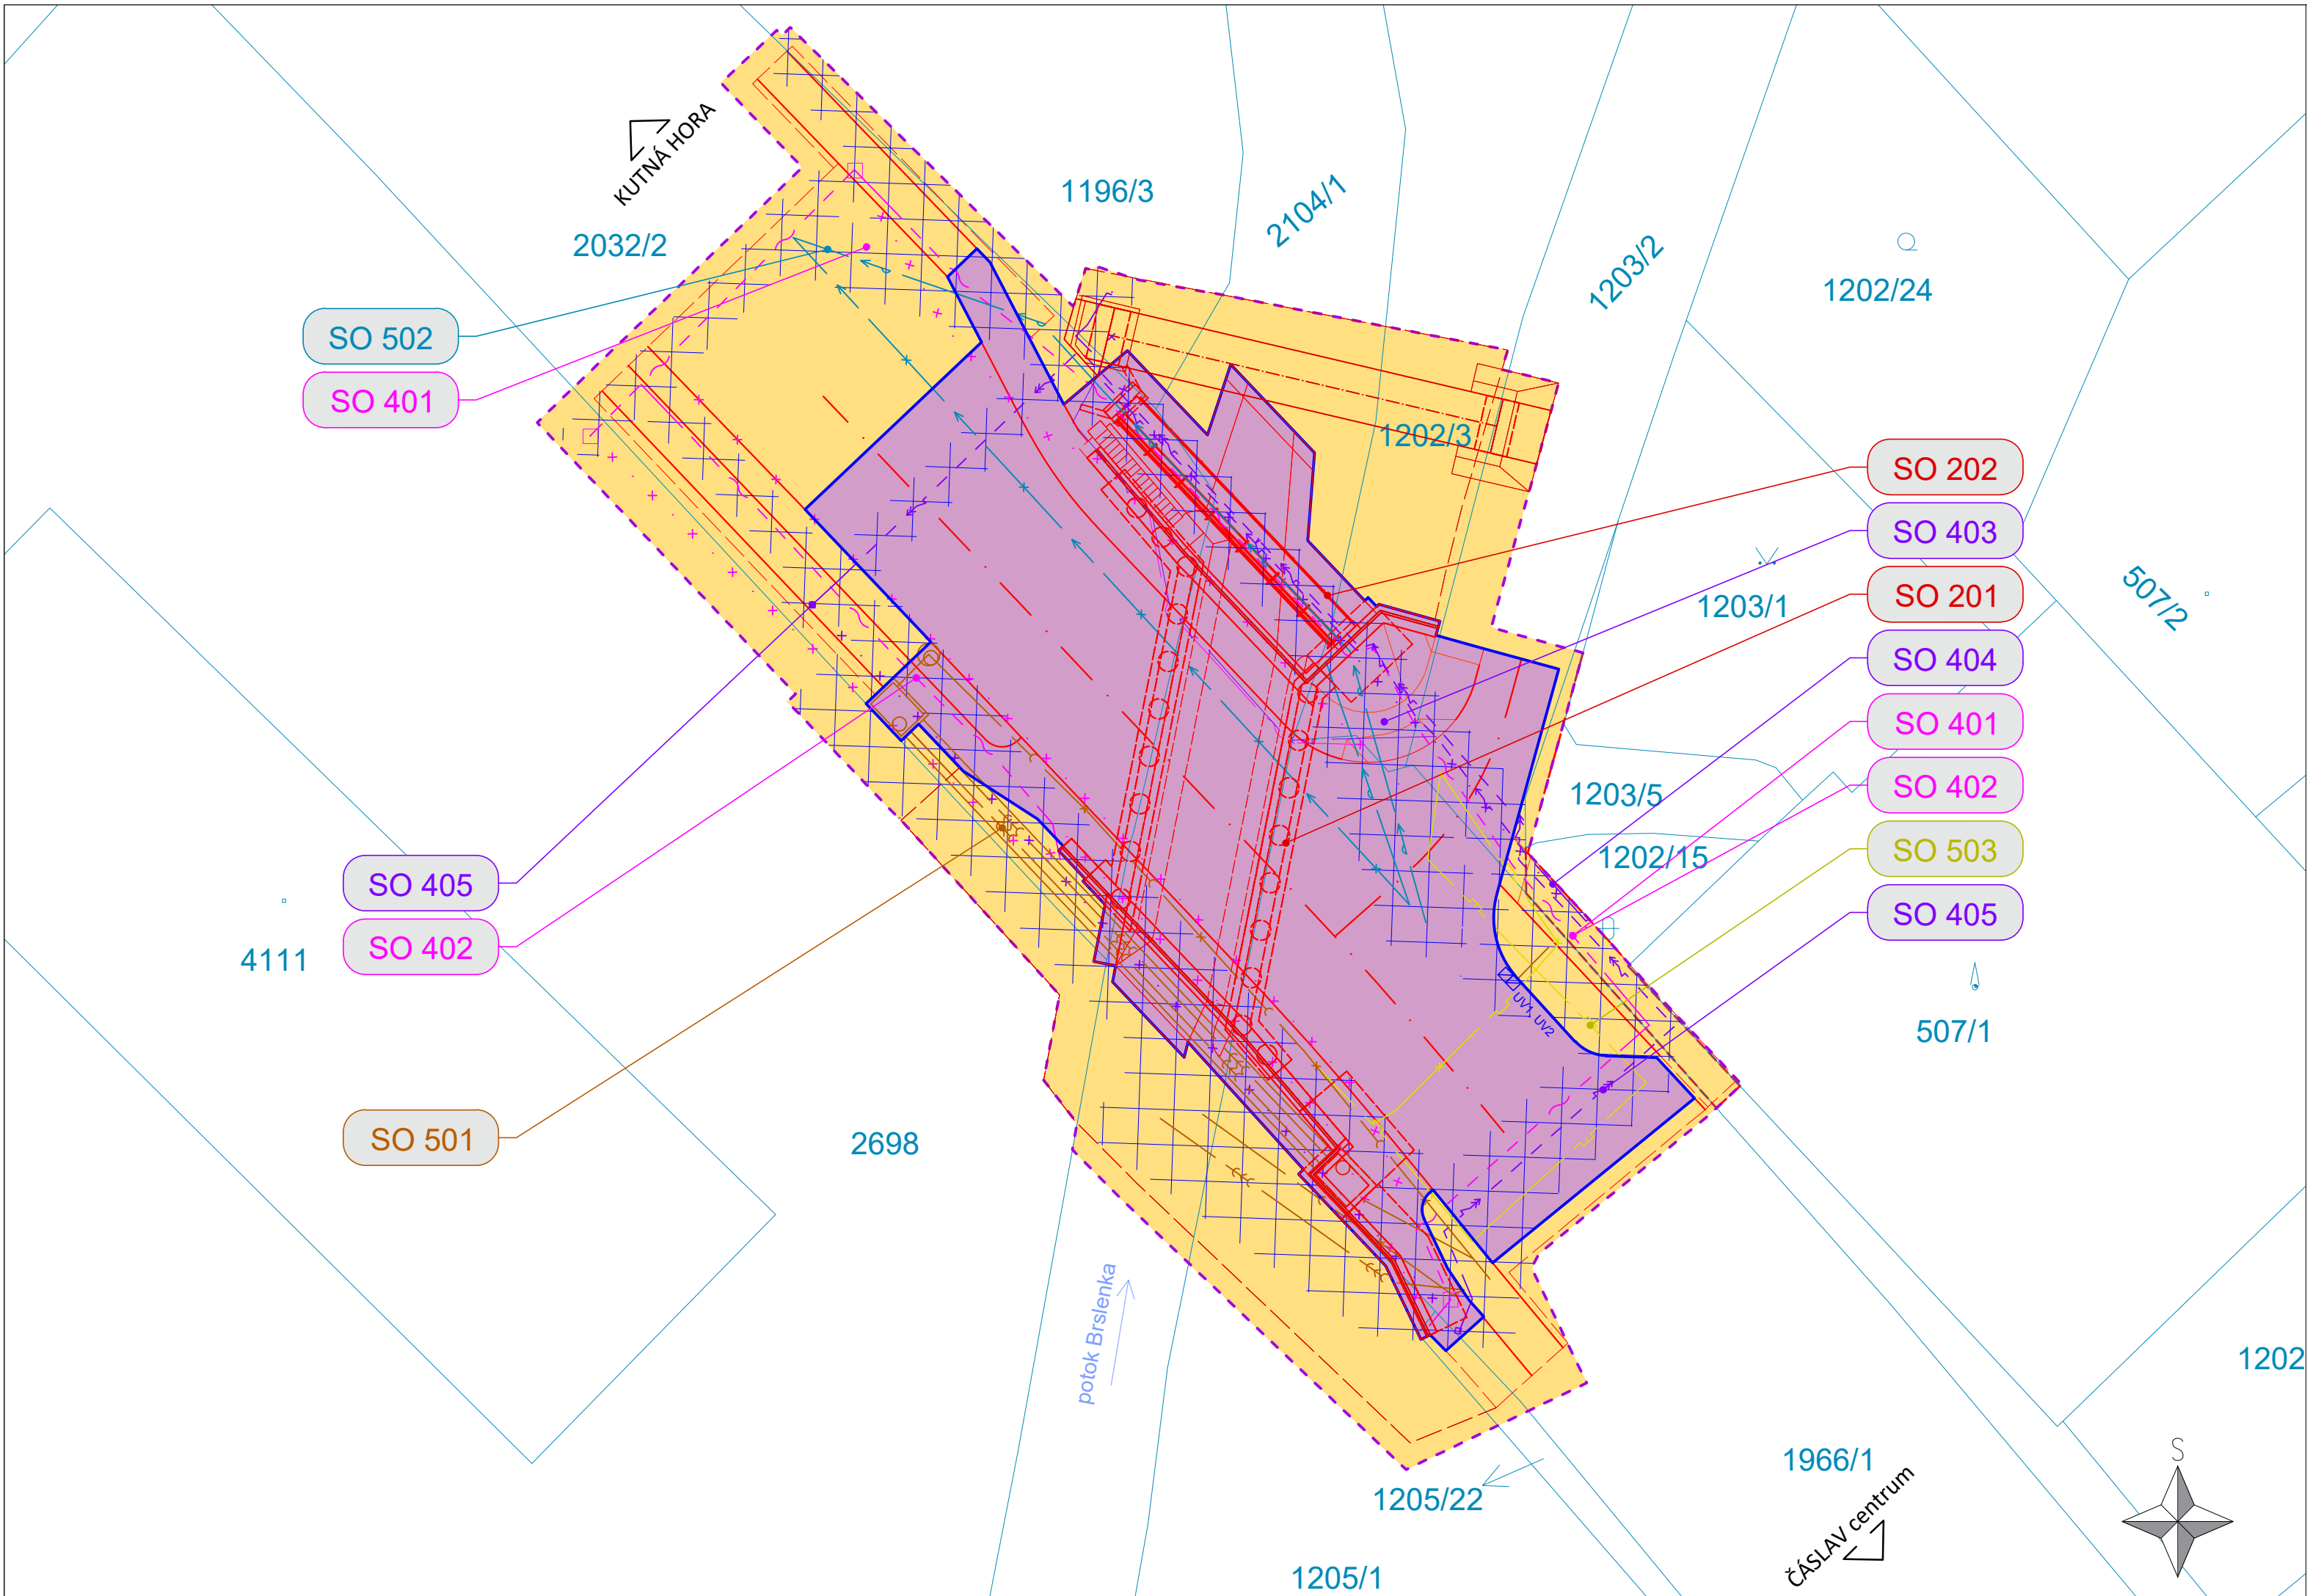 KUTNÁ HORA
1196/3
2104/1
2032/2
1203/2
1202/24
SO 502
SO 401
1202/3
SO 202
SO 403
SO 201
SO 404
SO 401
SO 402
SO 503
SO 405
507/2
1203/1
1203/5
1202/15
SO 405
SO 402
4111
UV1, UV2
507/1
SO 501
2698
potok Brslenka
1202
1966/1
S
1205/22
ČÁSLAV centrum
1205/1